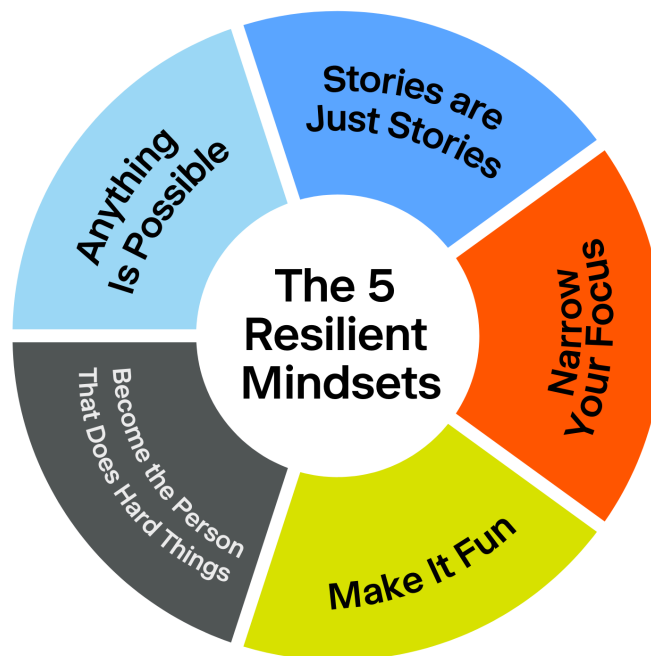 The 5
Resilient
Mindsets
Stories are
Just Stories
Narrow
Your Focus
Make It Fun
Become the Person
That Does Hard Things
Anything
Is Possible